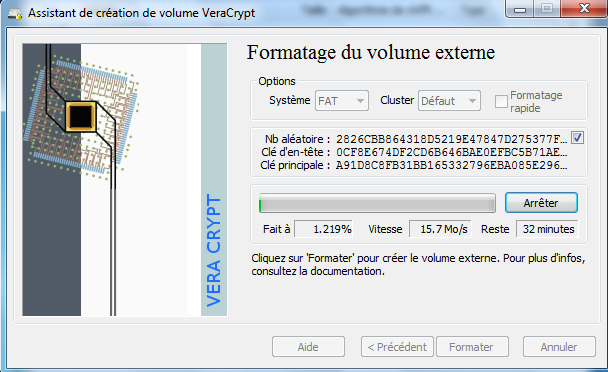 Assistant de création de volume VeraCrypt
Formatage du volume externe
Options
Système FAT Cluster Défaut Formatage rapide
Nb aléatoire : 2826CBB864318D5219E47847D275377F...
Clé d'en-tête : 0CF8E674DF2CD6B646BAE0EFBC5B71AE...
Clé principale : A91D8C8FB31BB165332796EBA085E296...
Arrêter
Fait à 1.219% Vitesse 15.7 Mo/s Reste 32 minutes
Cliquez sur 'Formater' pour créer le volume externe. Pour plus d'infos,
consultez la documentation.
VERA CRYPT
Aide < Précédent Formater Annuler